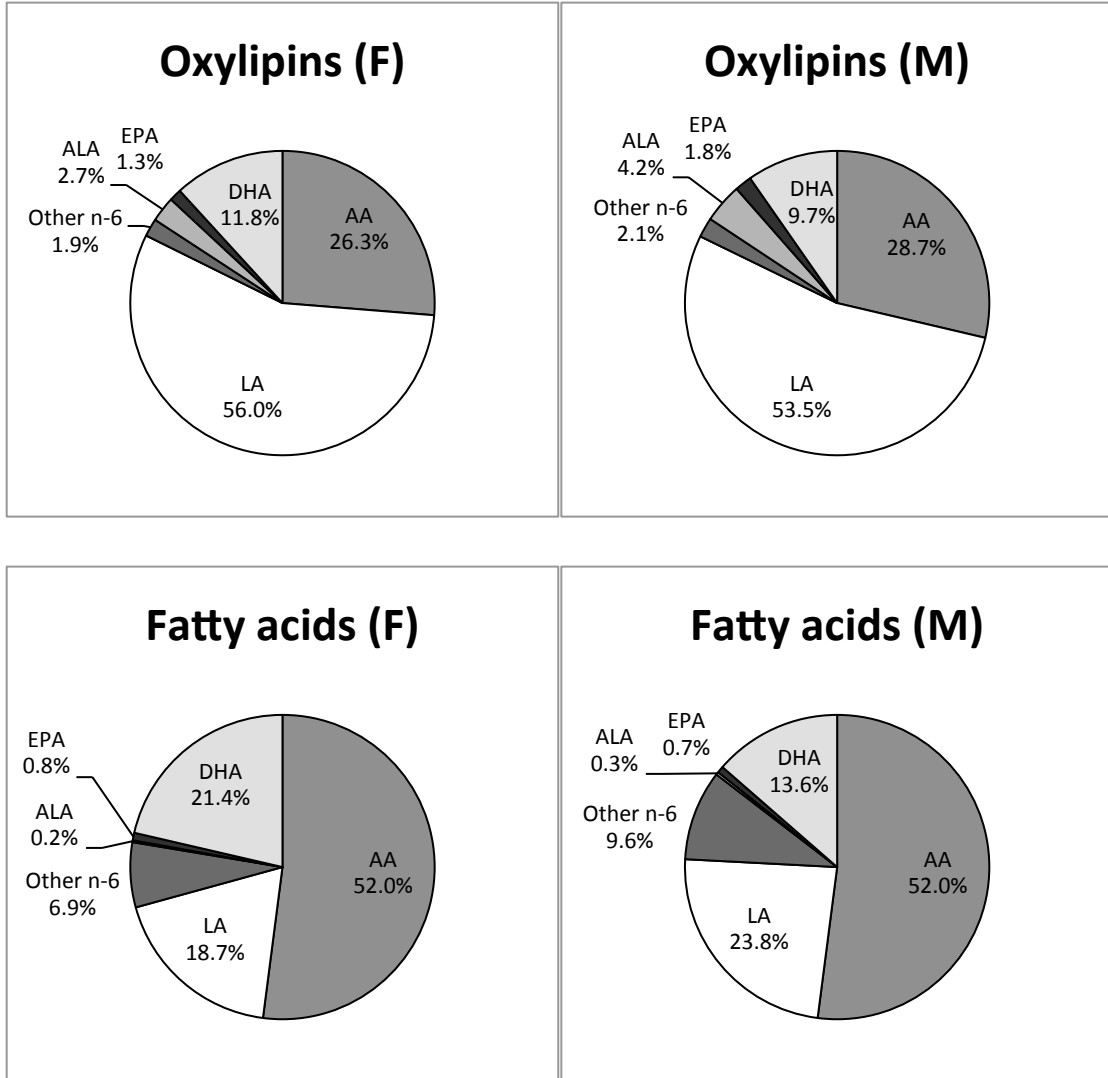 Oxylipins (F)
EPA
1.3%
ALA
2.7%
Other n-6
1.9%
DHA
11.8%
AA
26.3%
LA
56.0%
Oxylipins (M)
EPA
1.8%
ALA
4.2%
Other n-6
2.1%
DHA
9.7%
AA
28.7%
LA
53.5%
Fatty acids (F)
EPA
0.8%
ALA
0.2%
Other n-6
6.9%
DHA
21.4%
AA
52.0%
LA
18.7%
Fatty acids (M)
EPA
0.7%
ALA
0.3%
Other n-6
9.6%
DHA
13.6%
AA
52.0%
LA
23.8%